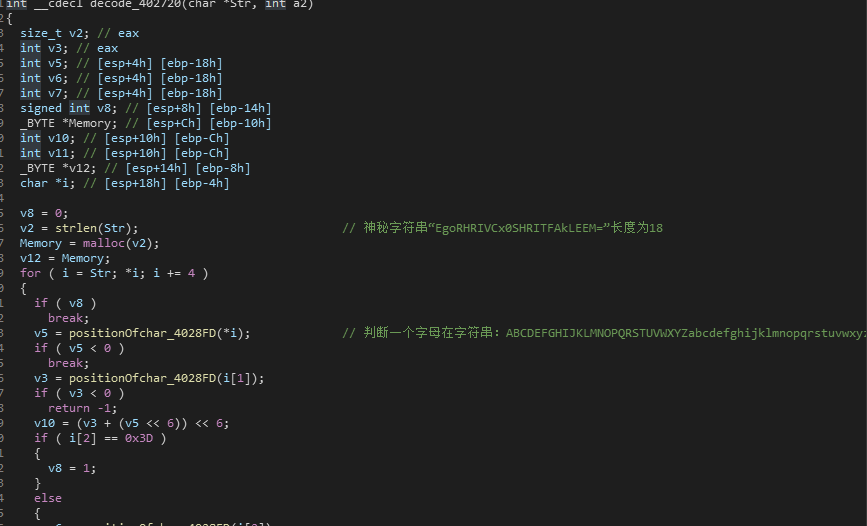 int __cdecl decode_402720(char *Str, int a2)
{
size_t v2; // eax
int v3; // eax
int v5; // [esp+4h] [ebp-18h]
int v6; // [esp+4h] [ebp-18h]
int v7; // [esp+4h] [ebp-18h]
signed int v8; // [esp+8h] [ebp-14h]
_BYTE *Memory; // [esp+Ch] [ebp-10h]
int v10; // [esp+10h] [ebp-Ch]
int v11; // [esp+10h] [ebp-Ch]
_BYTE *v12; // [esp+14h] [ebp-8h]
char *i; // [esp+18h] [ebp-4h]
v8 = 0;
v2 = strlen(Str); // 神秘字符串“EgoRHRIVCx0SHRITFAkLEEM=”长度为18
Memory = malloc(v2);
v12 = Memory;
for ( i = Str; *i; i += 4 )
{
if ( v8 )
break;
v5 = positionOfchar_4028FD(*i); // 判断一个字母在字符串：ABCDEFGHIJKLMNOPQRSTUVWXYZabcdefghijklmnopqrstuvwxy
if ( v5 < 0 )
break;
v3 = positionOfchar_4028FD(i[1]);
if ( v3 < 0 )
return -1;
v10 = (v3 + (v5 << 6)) << 6;
if ( i[2] == 0x3D )
{
v8 = 1;
}
else
{